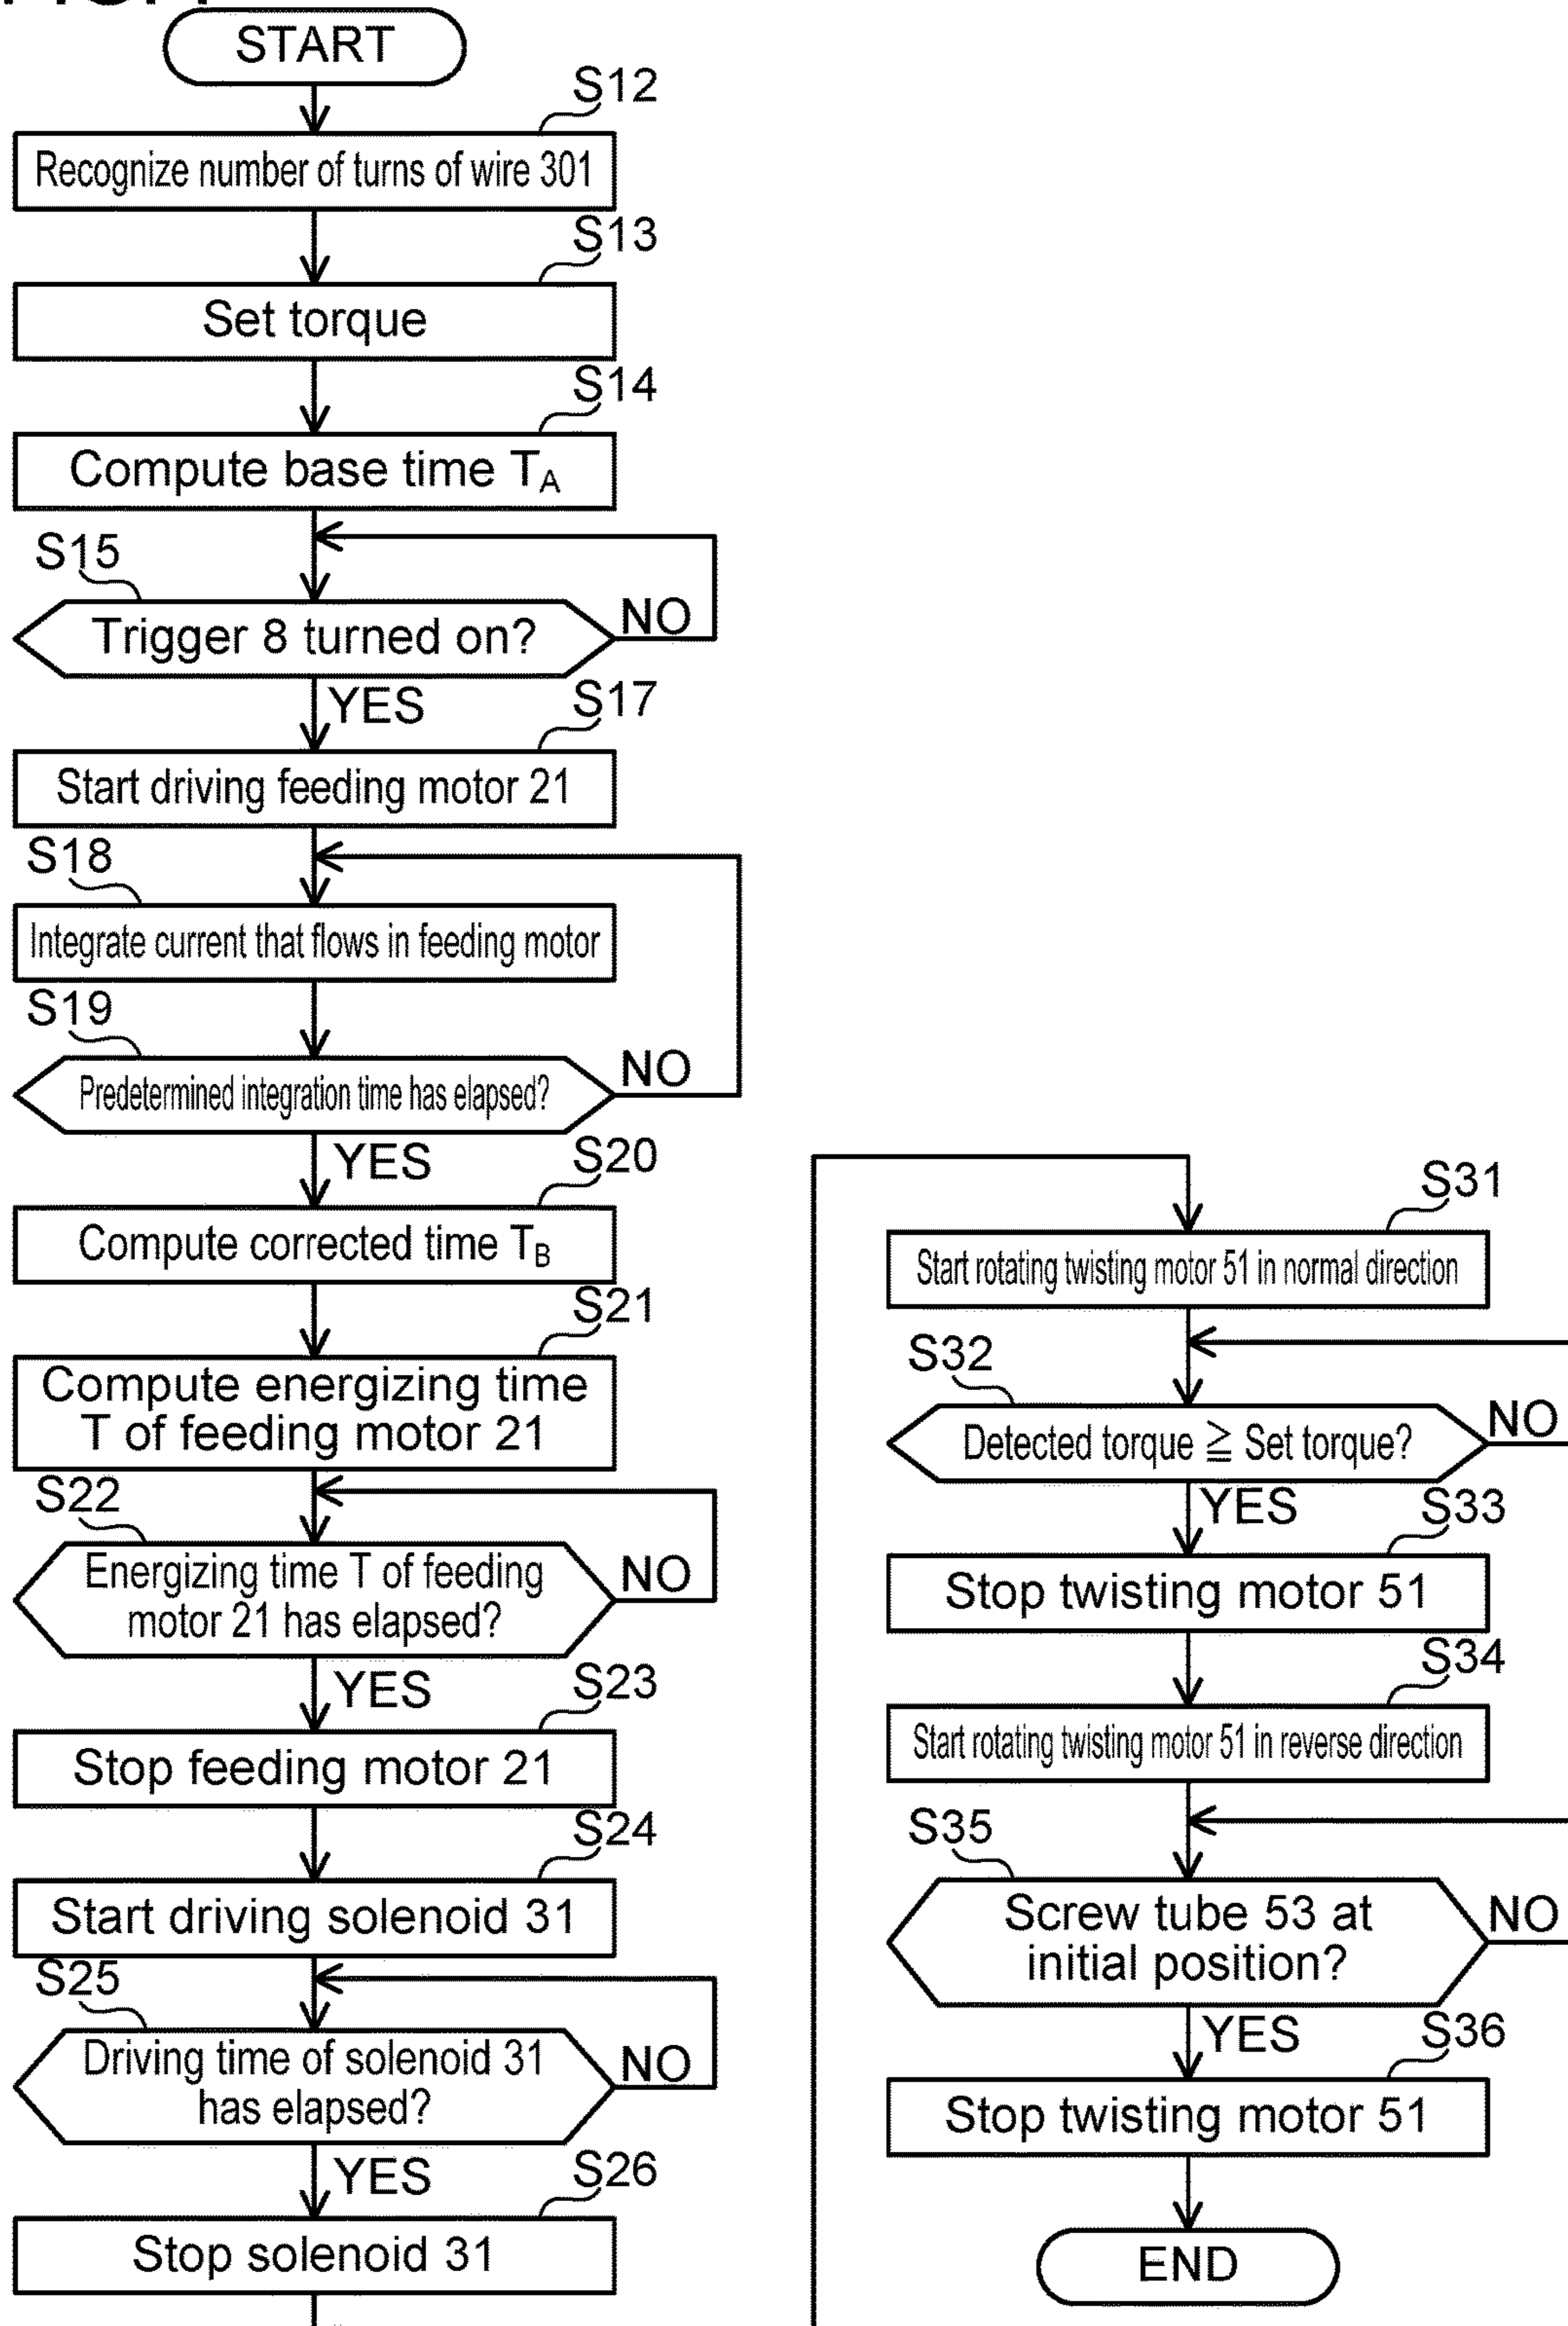 START
S12
Recognize number of turns of wire 301
S13
Set torque
S14
Compute base time TA
S15
Trigger 8 turned on?
NO
YES
S17
Start driving feeding motor 21
S18
Integrate current that flows in feeding motor
S19
Predetermined integration time has elapsed?
NO
YES
S20
Compute corrected time TB
S21
Compute energizing time
T of feeding motor 21
S22
Energizing time T of feeding
motor 21 has elapsed?
NO
YES
S23
Stop feeding motor 21
S24
Start driving solenoid 31
S25
Driving time of solenoid 31
has elapsed?
NO
YES
S26
Stop solenoid 31
S31
Start rotating twisting motor 51 in normal direction
S32
Detected torque ≧ Set torque?
NO
YES
S33
Stop twisting motor 51
S34
Start rotating twisting motor 51 in reverse direction
S35
Screw tube 53 at
initial position?
NO
YES
S36
Stop twisting motor 51
END